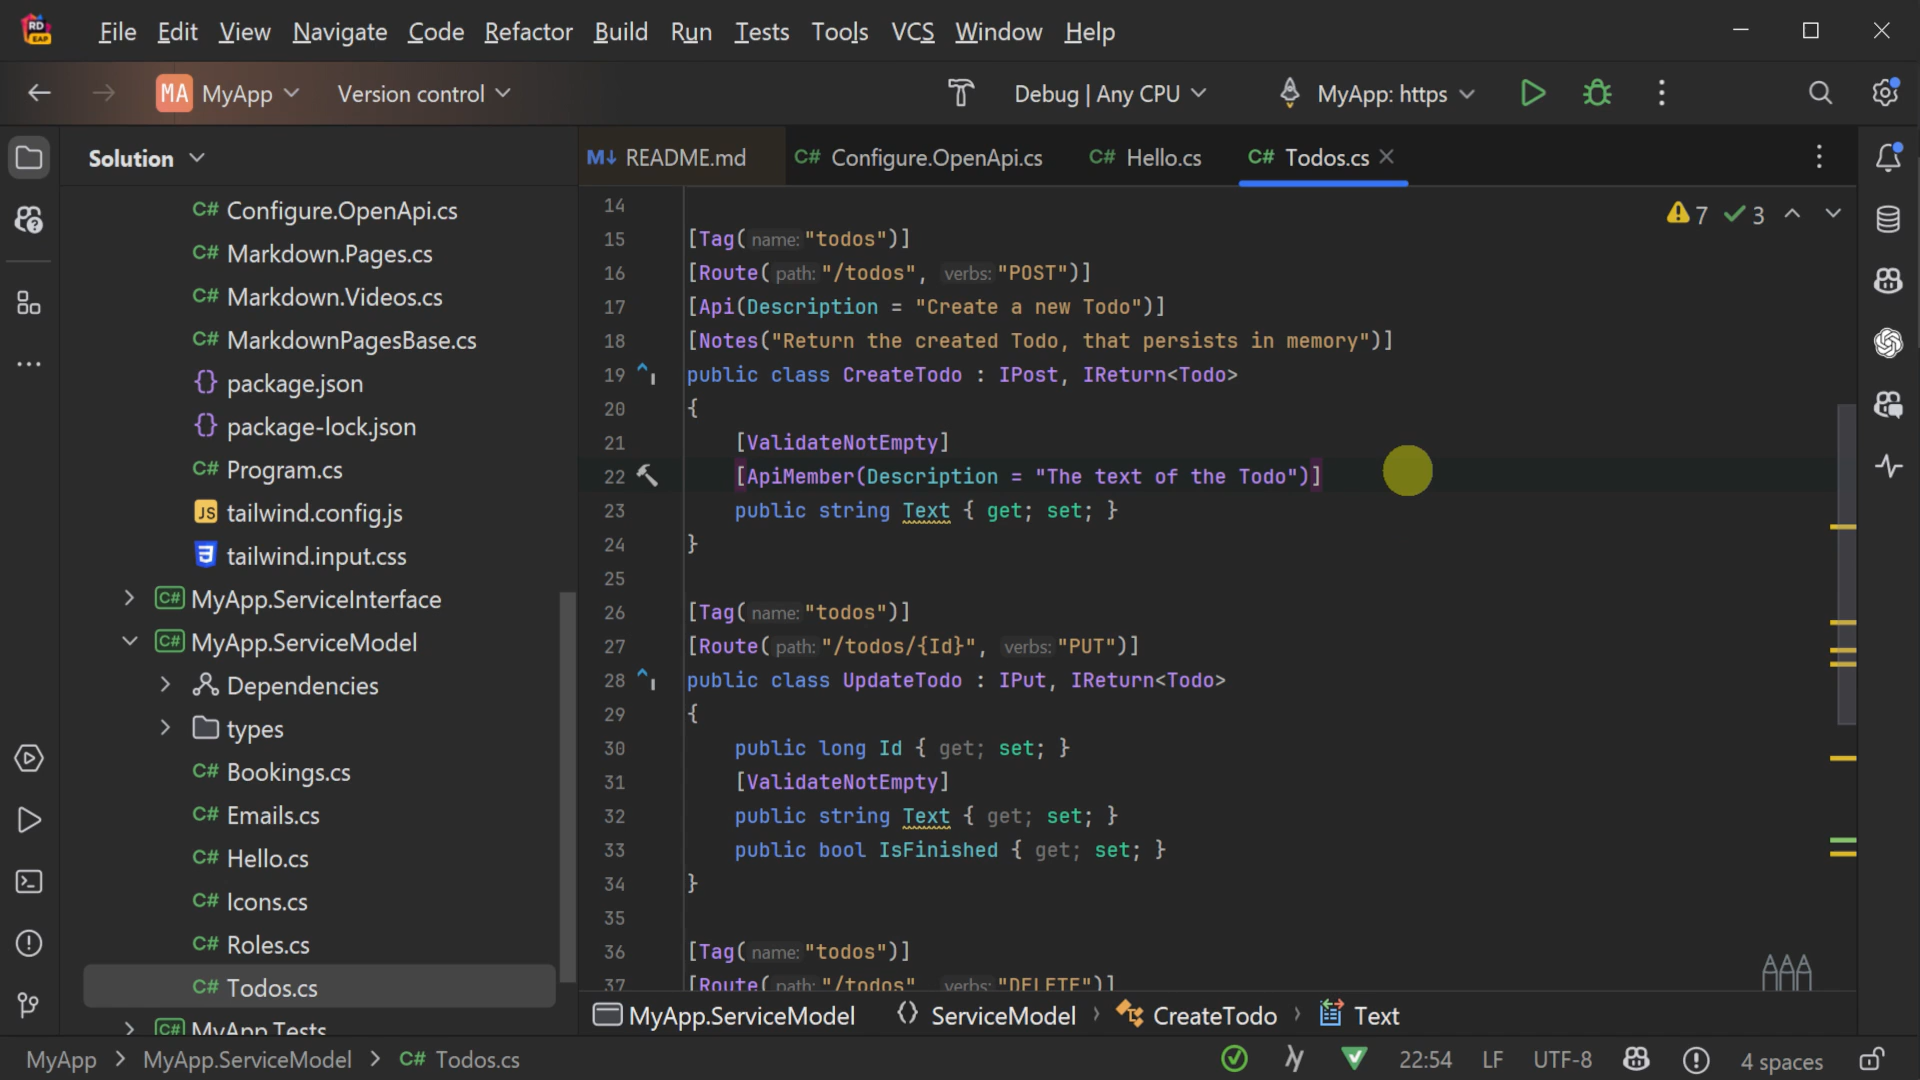 RD
EAP
File Edit View Navigate Code Refactor Build Run Tests Tools VCS Window Help
MA MyApp Version control Debug | Any CPU MyApp: https
Solution
C# Configure.OpenApi.cs
C# Markdown.Pages.cs
C# Markdown.Videos.cs
C# MarkdownPagesBase.cs
{} package.json
{} package-lock.json
C# Program.cs
JS tailwind.config.js
tailwind.input.css
C# MyApp.ServiceInterface
C# MyApp.ServiceModel
Dependencies
types
C# Bookings.cs
C# Emails.cs
C# Hello.cs
C# Icons.cs
C# Roles.cs
C# Todos.cs
C# MyApp.Tests
M↓ README.md C# Configure.OpenApi.cs C# Hello.cs C# Todos.cs
7 3
14
15 [Tag( name: "todos")]
16 [Route( path: "/todos", verbs: "POST")]
17 [Api(Description = "Create a new Todo")]
18 [Notes("Return the created Todo, that persists in memory")]
19 public class CreateTodo : IPost, IReturn<Todo>
20 {
21 [ValidateNotEmpty]
22 [ApiMember(Description = "The text of the Todo")]
23 public string Text { get; set; }
24 }
25
26 [Tag( name: "todos")]
27 [Route( path: "/todos/{Id}", verbs: "PUT")]
28 public class UpdateTodo : IPut, IReturn<Todo>
29 {
30 public long Id { get; set; }
31 [ValidateNotEmpty]
32 public string Text { get; set; }
33 public bool IsFinished { get; set; }
34 }
35
36 [Tag( name: "todos")]
37 [Route( path: "/todos", verbs: "DELETE")]
MyApp.ServiceModel ServiceModel › CreateTodo › Text
MyApp > MyApp.ServiceModel > C# Todos.cs 22:54 LF UTF-8 4 spaces